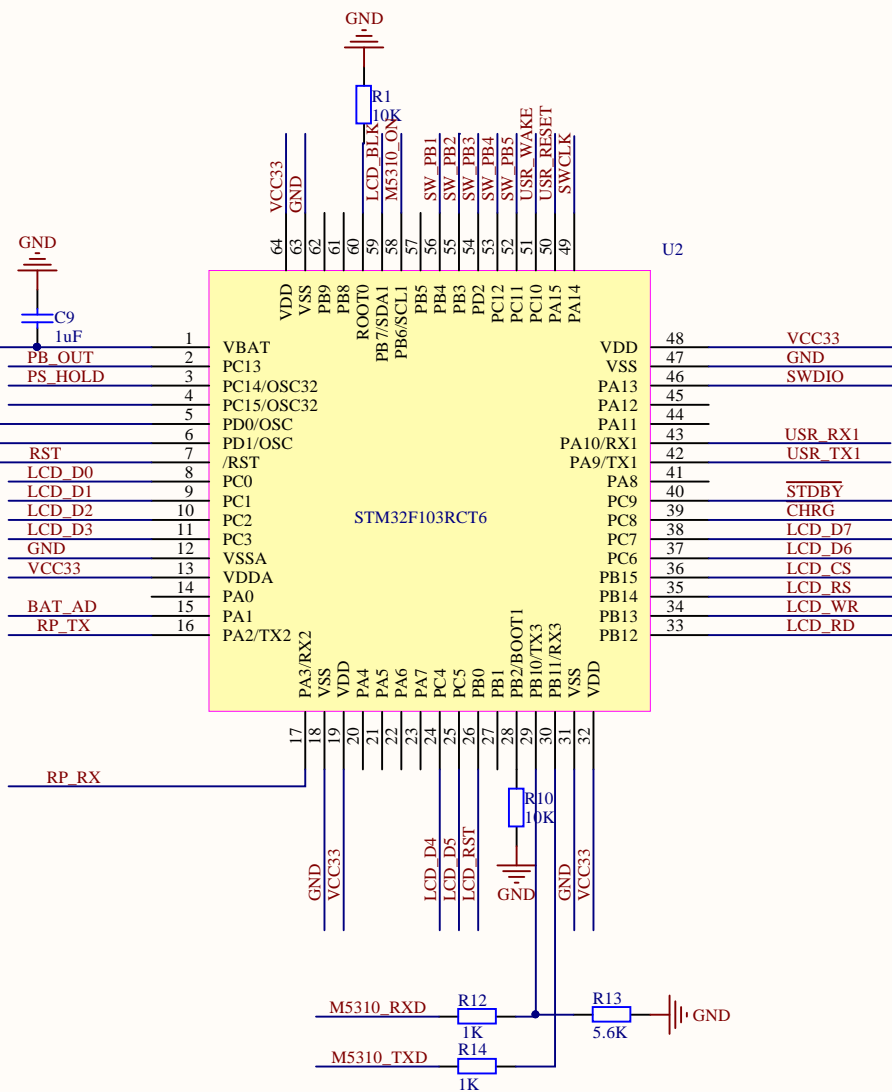 GND
R1
10K
VCC33
GND
LCD_BLK
M5310_ON
SW_PB1
SW_PB2
SW_PB3
SW_PB4
SW_PB5
USR_WAKE
USR_RESET
SWCLK
64
63
62
61
60
59
58
57
56
55
54
53
52
51
50
49
U2
VDD
VSS
PB9
PB8
ROOT0
PB7/SDA1
PB6/SCL1
PB5
PB4
PB3
PD2
PC12
PC11
PC10
PA15
PA14
GND
C9
1uF
1 VBAT
PB_OUT 2 PC13
PS_HOLD 3 PC14/OSC32
4 PC15/OSC32
5 PD0/OSC
6 PD1/OSC
RST 7 /RST
LCD_D0 8 PC0
LCD_D1 9 PC1
LCD_D2 10 PC2
LCD_D3 11 PC3
GND 12 VSSA
VCC33 13 VDDA
14 PA0
BAT_AD 15 PA1
RP_TX 16 PA2/TX2
STM32F103RCT6
VDD 48 VCC33
VSS 47 GND
PA13 46 SWDIO
PA12 45
PA11 44
PA10/RX1 43 USR_RX1
PA9/TX1 42 USR_TX1
PA8 41
PC9 40 STDBY
PC8 39 CHRG
PC7 38 LCD_D7
PC6 37 LCD_D6
PB15 36 LCD_CS
PB14 35 LCD_RS
PB13 34 LCD_WR
PB12 33 LCD_RD
PA3/RX2
VSS
VDD
PA4
PA5
PA6
PA7
PC4
PC5
PB0
PB1
PB2/BOOT1
PB10/TX3
PB11/RX3
VSS
VDD
17
18
19
20
21
22
23
24
25
26
27
28
29
30
31
32
RP_RX
GND
VCC33
LCD_D4
LCD_D5
LCD_RST
R10
10K
GND
GND
VCC33
M5310_RXD
R12
1K
R13
5.6K
GND
M5310_TXD
R14
1K